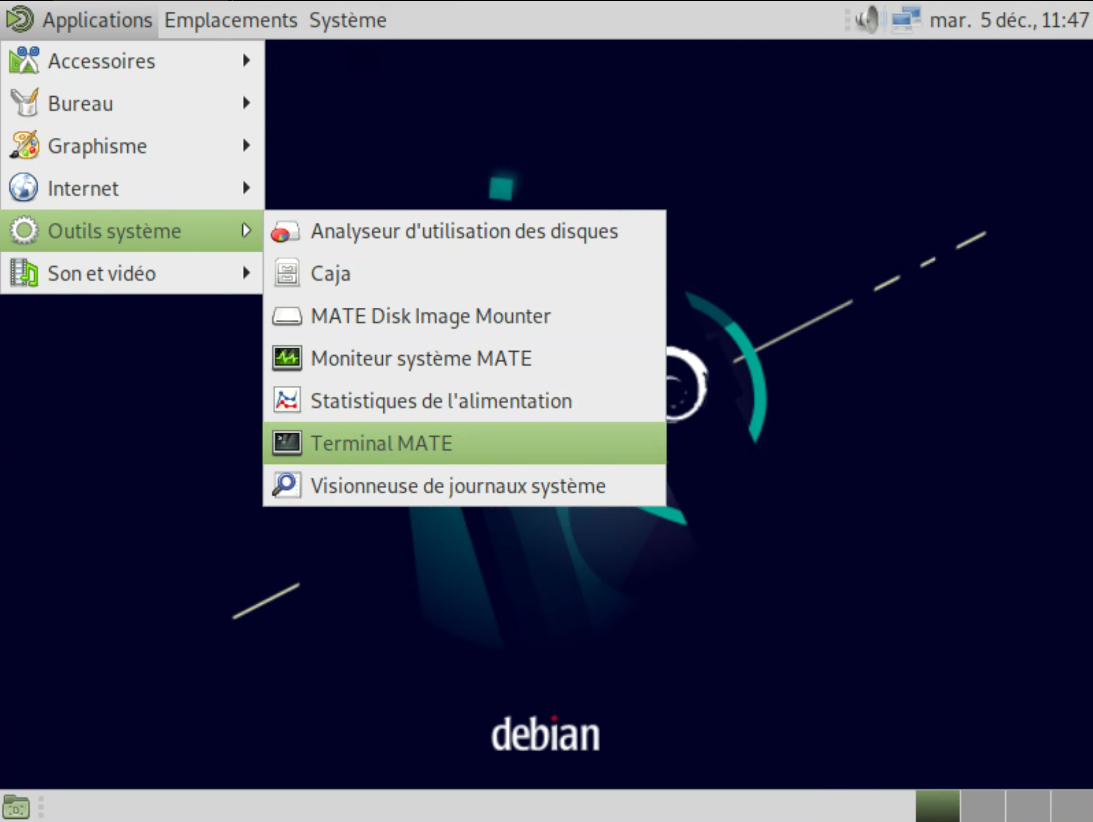 Applications Emplacements Système mar. 5 déc., 11:47
Accessoires
Bureau
Graphisme
Internet
Outils système
Son et vidéo
Analyseur d'utilisation des disques
Caja
MATE Disk Image Mounter
Moniteur système MATE
Statistiques de l'alimentation
Terminal MATE
Visionneuse de journaux système
debian